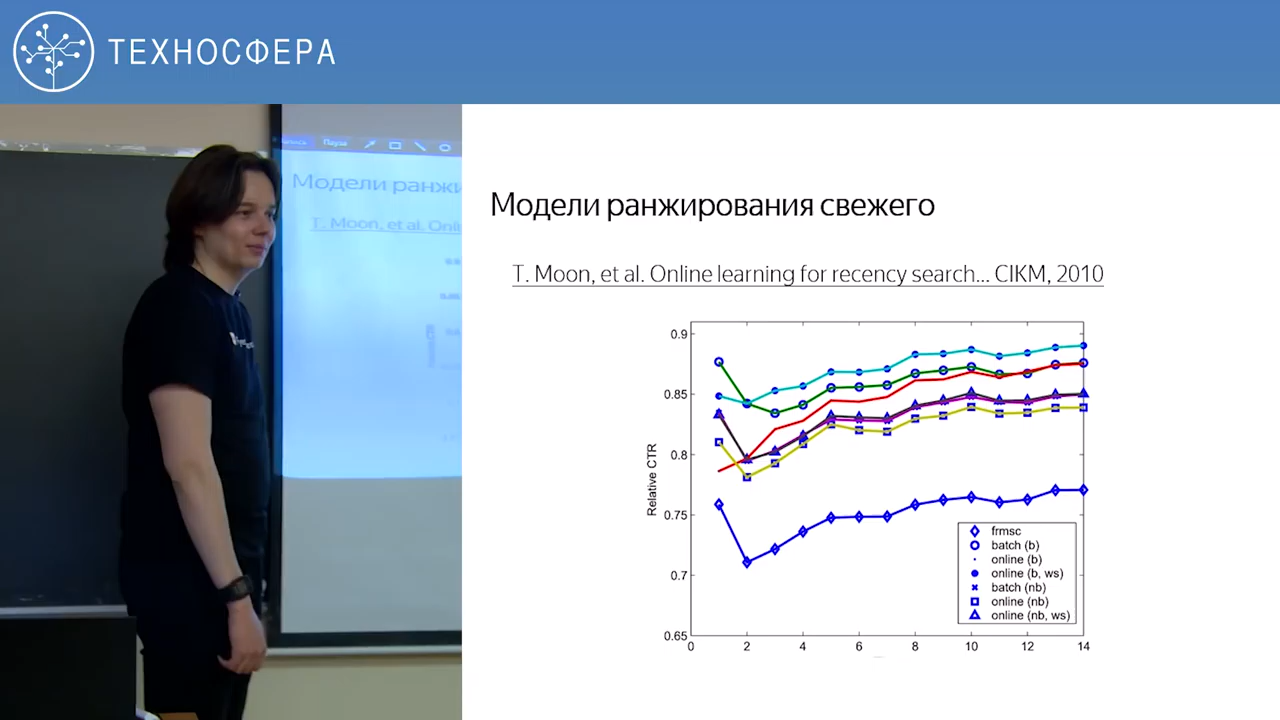 ТЕХНОСФЕРА
Пауза
Модели ранжи
T. Moon, et al. Onli
Модели ранжирования свежего
T. Moon, et al. Online learning for recency search... CIKM, 2010
0.9
0.85
0.8
0.75
0.7
0.65
Relative CTR
0 2 4 6 8 10 12 14
frmsc
batch (b)
online (b)
online (b, ws)
batch (nb)
online (nb)
online (nb, ws)